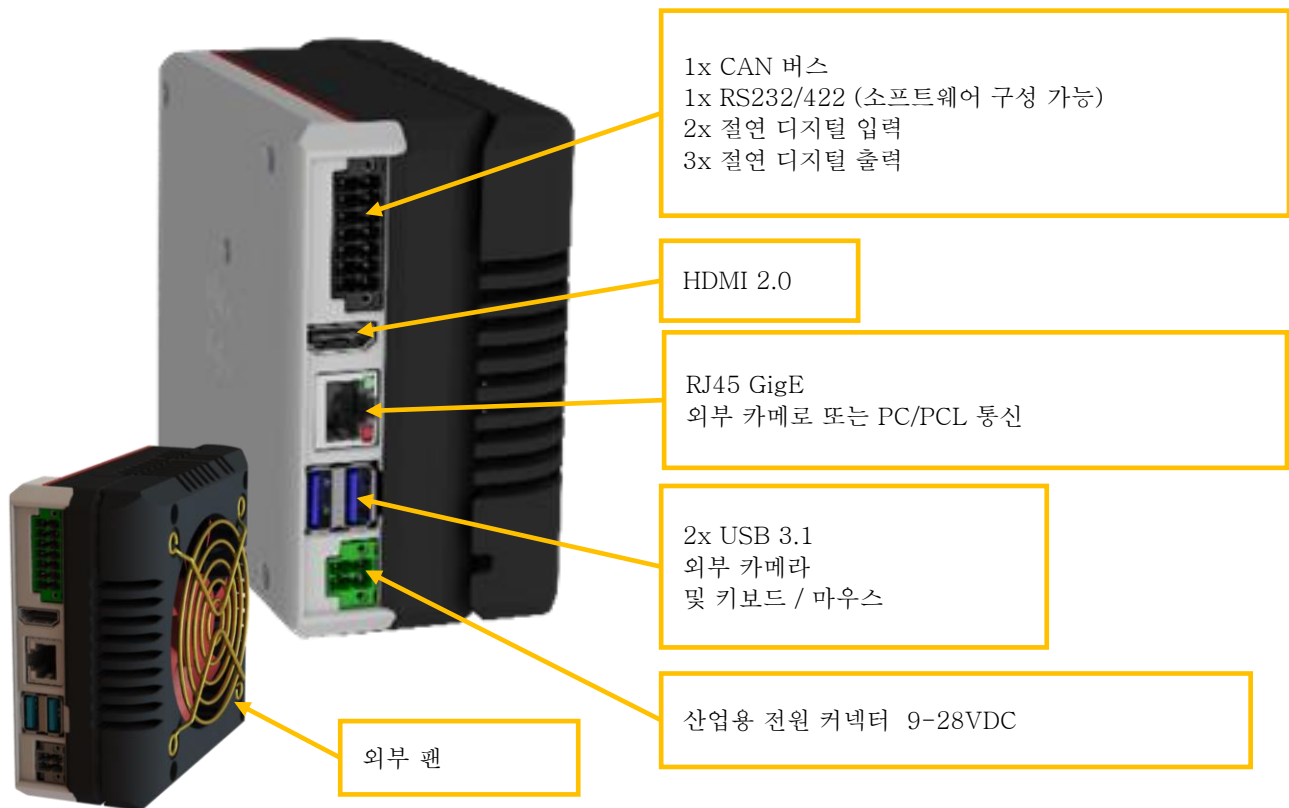 1x CAN 버스
1x RS232/422 (소프트웨어 구성 가능)
2x 절연 디지털 입력
3x 절연 디지털 출력
HDMI 2.0
RJ45 GigE
외부 카메로 또는 PC/PCL 통신
2x USB 3.1
외부 카메라
및 키보드 / 마우스
산업용 전원 커넥터 9-28VDC
외부 팬